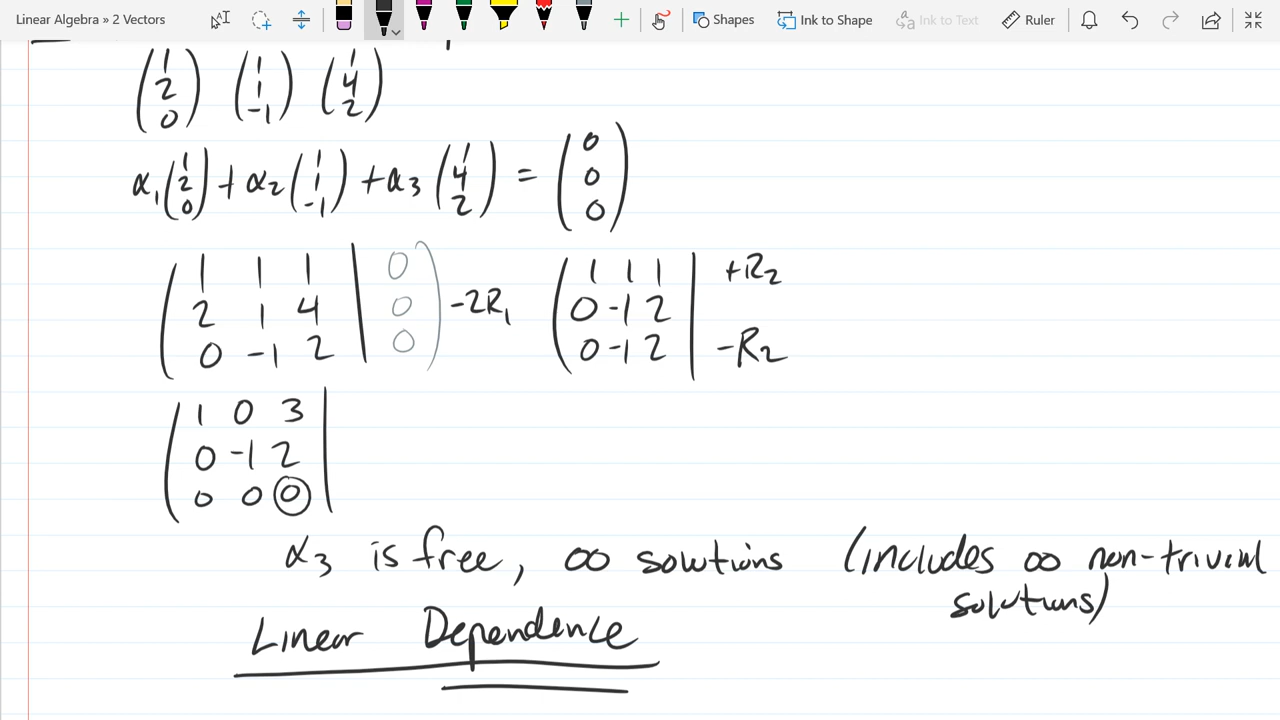 Linear Algebra » 2 Vectors Shapes Ink to Shape Ink to Text Ruler
(1 2 0) (1 1 -1) (1 4 2)
α₁(1 2 0) + α₂(1 1 -1) + α₃(1 4 2) = (0 0 0)
1 1 1 | 0
2 1 4 | 0 -2R₁
0 -1 2 | 0
1 1 1 | +R₂
0 -1 2 |
0 -1 2 | -R₂
1 0 3 |
0 -1 2 |
0 0 0 |
α₃ is free, ∞ solutions (includes ∞ non-trivial
solutions)
Linear Dependence